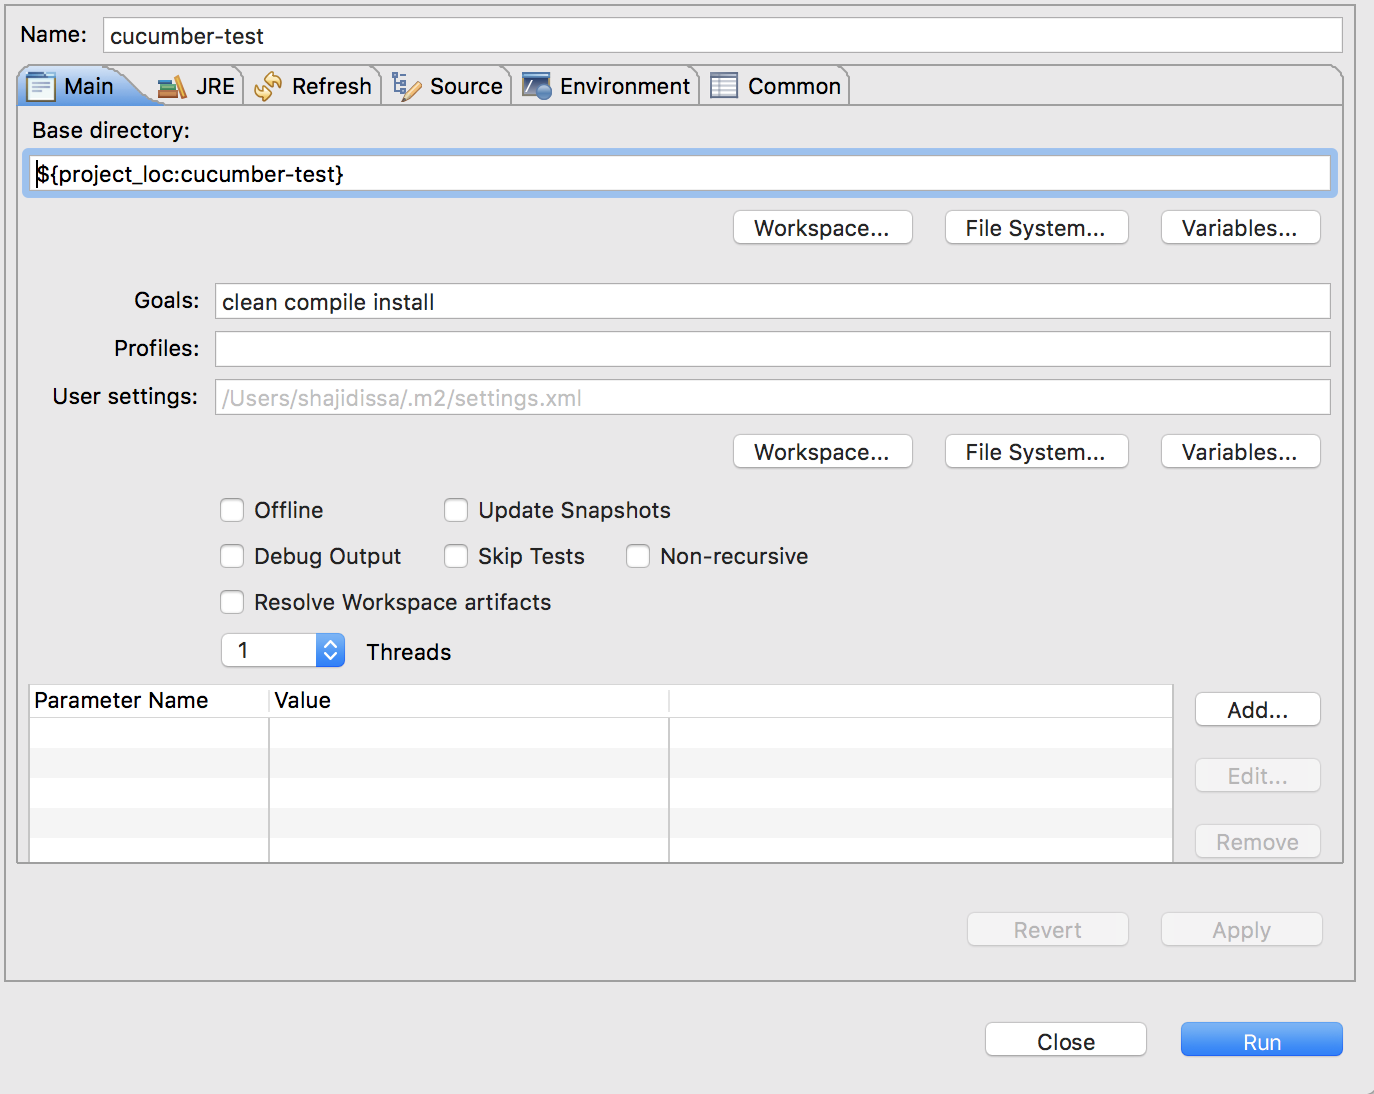 Name: cucumber-test
Main JRE Refresh Source Environment Common
Base directory:
${project_loc:cucumber-test}
Workspace... File System... Variables...
Goals: clean compile install
Profiles:
User settings: /Users/shajidissa/.m2/settings.xml
Workspace... File System... Variables...
Offline Update Snapshots
Debug Output Skip Tests Non-recursive
Resolve Workspace artifacts
1 Threads
Parameter Name Value
Add...
Edit...
Remove
Revert Apply
Close Run